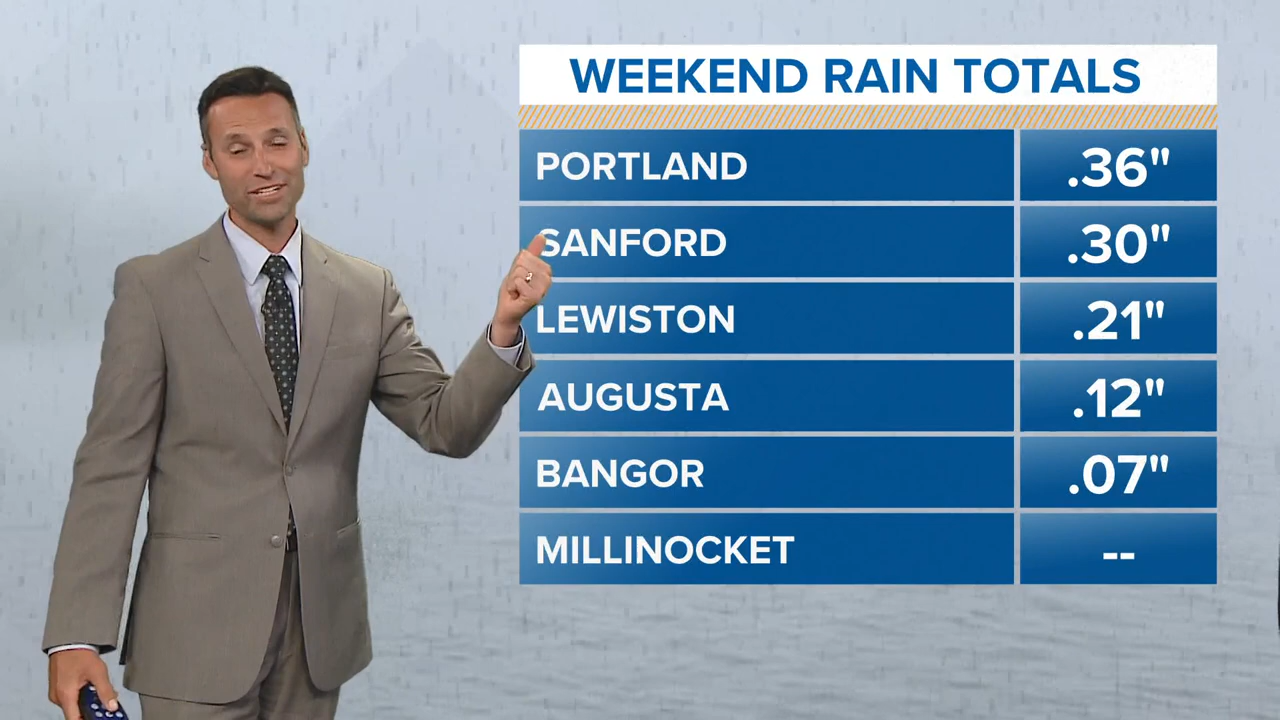 WEEKEND RAIN TOTALS
PORTLAND .36"
SANFORD .30"
LEWISTON .21"
AUGUSTA .12"
BANGOR .07"
MILLINOCKET --